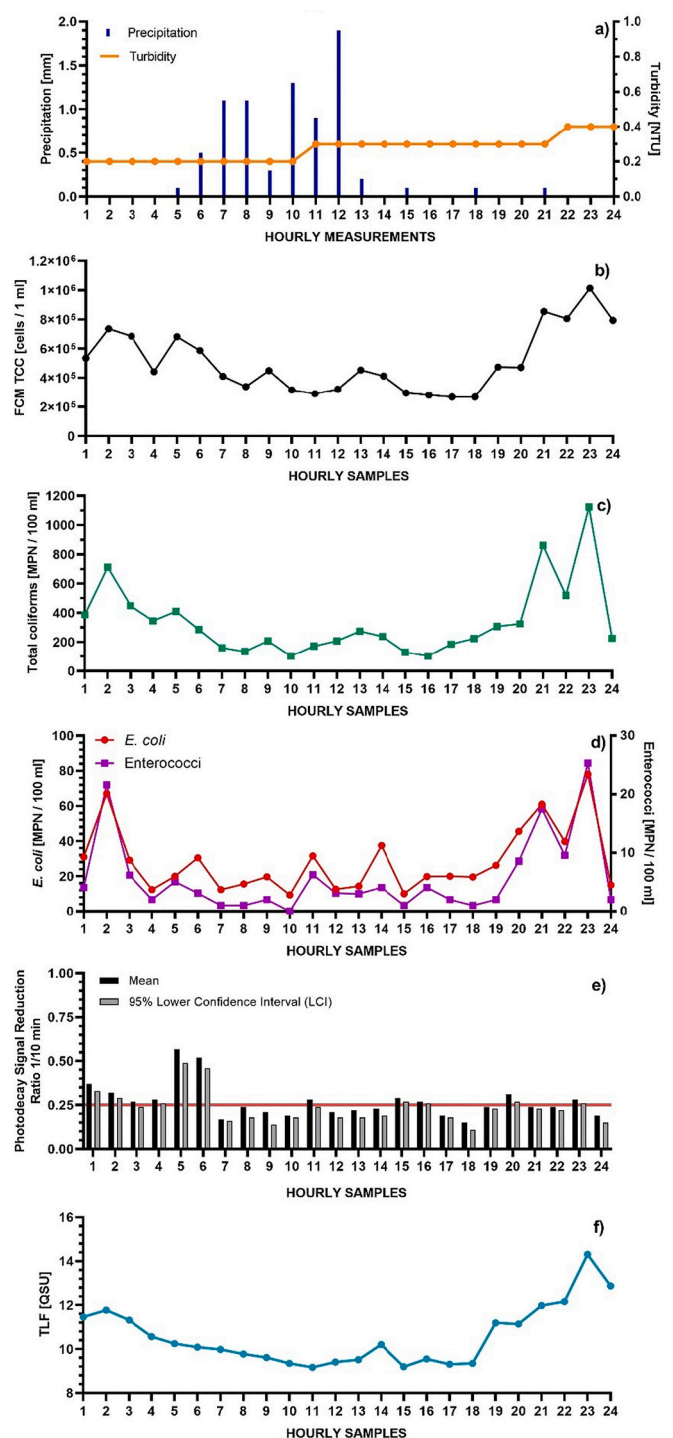 a)
Precipitation
Turbidity
Precipitation [mm]
Turbidity [NTU]
2.0
1.5
1.0
0.5
0.0
1.0
0.8
0.6
0.4
0.2
0.0
1 2 3 4 5 6 7 8 9 10 11 12 13 14 15 16 17 18 19 20 21 22 23 24
HOURLY MEASUREMENTS
b)
FCM TCC [cells / 1 ml]
1.2×10⁶
1×10⁶
8×10⁵
6×10⁵
4×10⁵
2×10⁵
0
1 2 3 4 5 6 7 8 9 10 11 12 13 14 15 16 17 18 19 20 21 22 23 24
HOURLY SAMPLES
c)
Total coliforms [MPN / 100 ml]
1200
1000
800
600
400
200
0
1 2 3 4 5 6 7 8 9 10 11 12 13 14 15 16 17 18 19 20 21 22 23 24
HOURLY SAMPLES
d)
E. coli
Enterococci
E. coli [MPN / 100 ml]
Enterococci [MPN / 100 ml]
100
80
60
40
20
0
30
20
10
0
1 2 3 4 5 6 7 8 9 10 11 12 13 14 15 16 17 18 19 20 21 22 23 24
HOURLY SAMPLES
e)
Mean
95% Lower Confidence Interval (LCI)
Photodecay Signal Reduction
Ratio 1/10 min
1.00
0.75
0.50
0.25
0.00
1 2 3 4 5 6 7 8 9 10 11 12 13 14 15 16 17 18 19 20 21 22 23 24
HOURLY SAMPLES
f)
TLF [QSU]
16
14
12
10
8
1 2 3 4 5 6 7 8 9 10 11 12 13 14 15 16 17 18 19 20 21 22 23 24
HOURLY SAMPLES